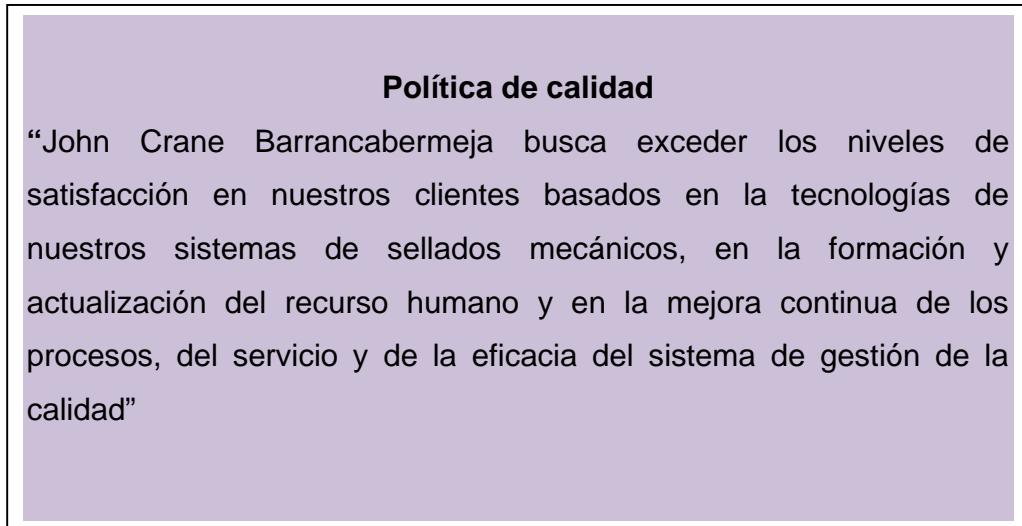 Política de calidad
“John Crane Barrancabermeja busca exceder los niveles de
satisfacción en nuestros clientes basados en la tecnologías de
nuestros sistemas de sellados mecánicos, en la formación y
actualización del recurso humano y en la mejora continua de los
procesos, del servicio y de la eficacia del sistema de gestión de la
calidad”